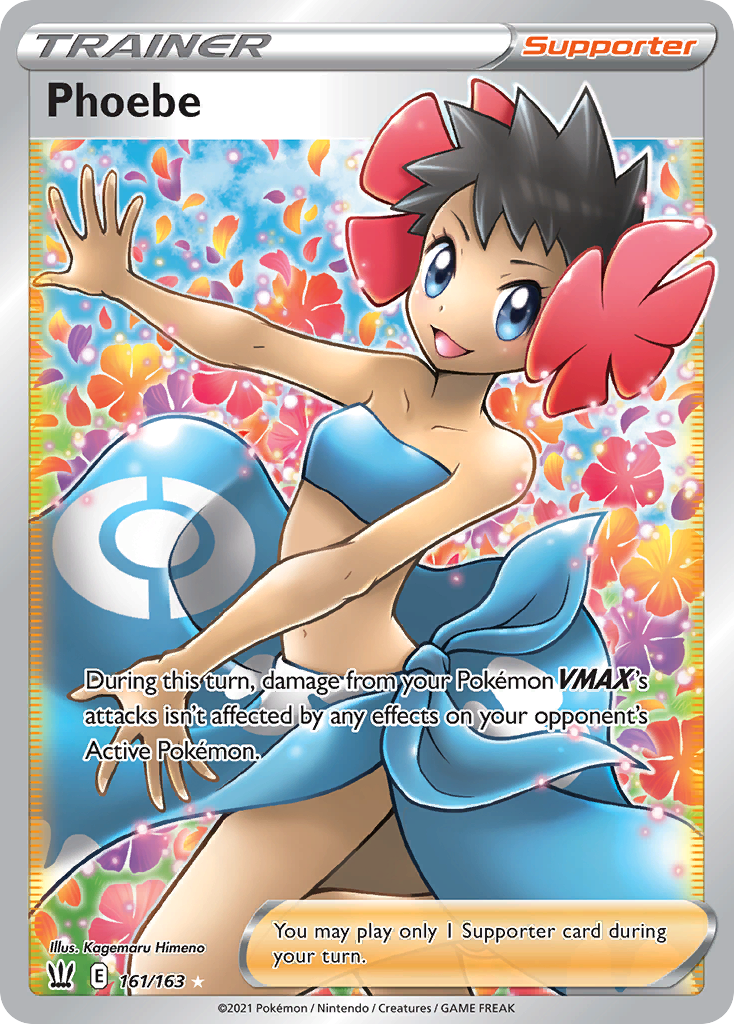 TRAINER
Supporter
Phoebe
During this turn, damage from your Pokémon VMAX's
attacks isn't affected by any effects on your opponent's
Active Pokémon.
You may play only 1 Supporter card during
your turn.
Illus. Kagemaru Himeno
E 161/163
©2021 Pokémon / Nintendo / Creatures / GAME FREAK